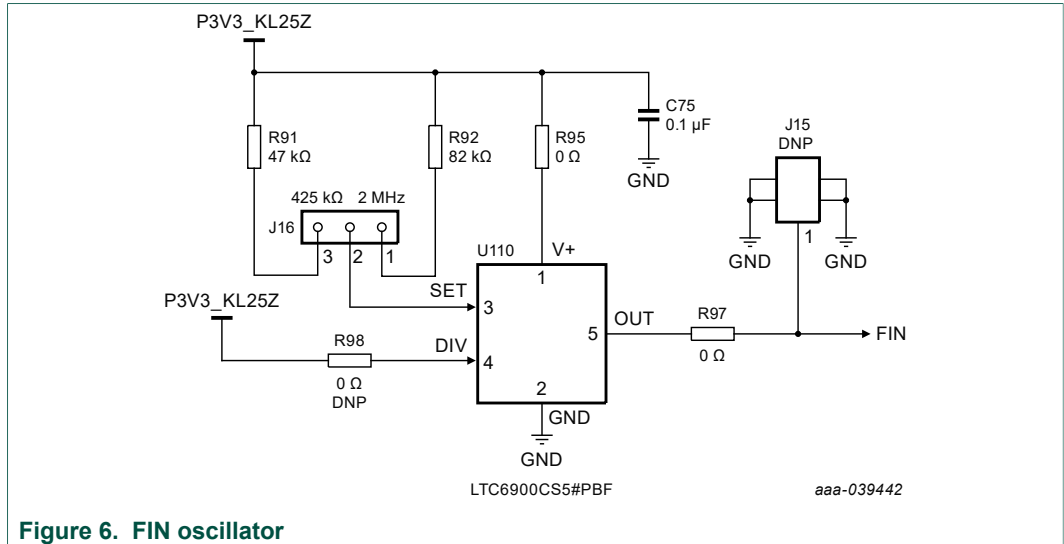 P3V3_KL25Z
R91
47 kΩ
R92
82 kΩ
R95
0 Ω
C75
0.1 µF
GND
J15
DNP
1
GND
GND
425 kΩ 2 MHz
J16
3 2 1
U110
V+
1
SET
3
P3V3_KL25Z
R98
0 Ω
DNP
DIV
4
5
OUT
R97
0 Ω
FIN
2
GND
GND
LTC6900CS5#PBF
aaa-039442
Figure 6. FIN oscillator